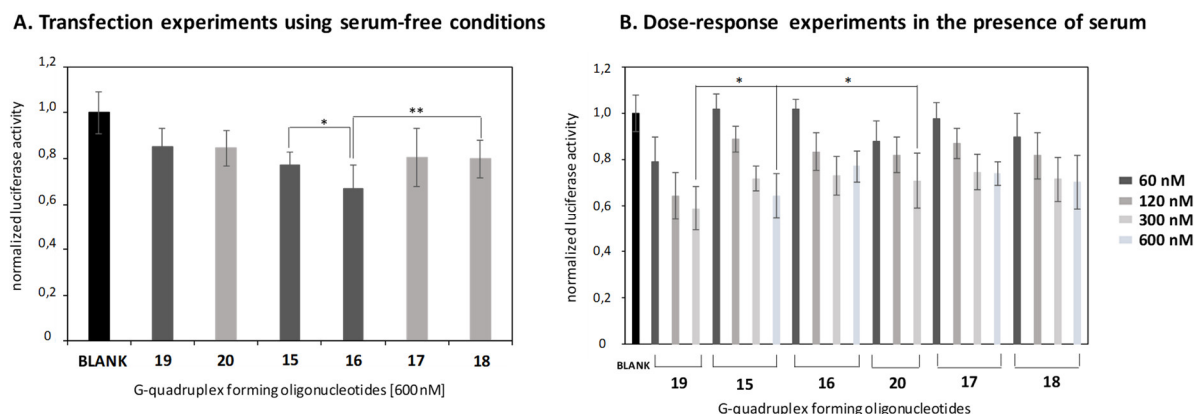 A. Transfection experiments using serum-free conditions
1,2
1,0
0,8
0,6
0,4
0,2
0
normalized luciferase activity
*
**
BLANK 19 20 15 16 17 18
G-quadruplex forming oligonucleotides [600nM]
B. Dose-response experiments in the presence of serum
1,2
1,0
0,8
0,6
0,4
0,2
0
normalized luciferase activity
* *
BLANK
19 15 16 20 17 18
G-quadruplex forming oligonucleotides
60 nM
120 nM
300 nM
600 nM